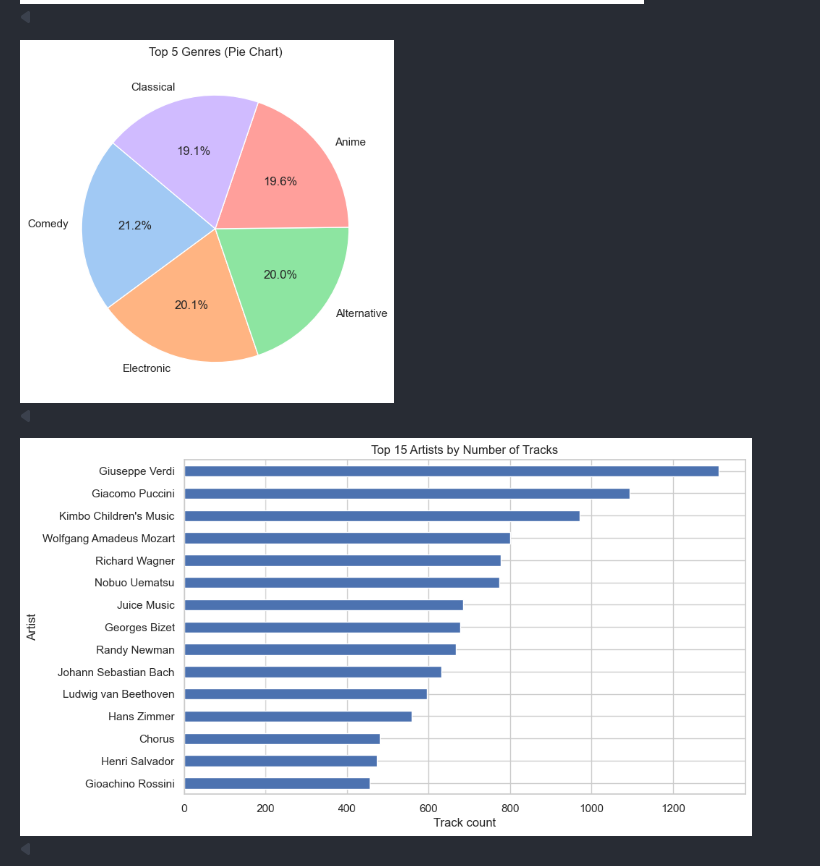 Top 5 Genres (Pie Chart)
Classical
19.1%
Anime
19.6%
Comedy
21.2%
20.0%
20.1%
Alternative
Electronic
Top 15 Artists by Number of Tracks
Giuseppe Verdi
Giacomo Puccini
Kimbo Children's Music
Wolfgang Amadeus Mozart
Richard Wagner
Nobuo Uematsu
Juice Music
Georges Bizet
Randy Newman
Johann Sebastian Bach
Ludwig van Beethoven
Hans Zimmer
Chorus
Henri Salvador
Gioachino Rossini
Artist
0 200 400 600 800 1000 1200
Track count